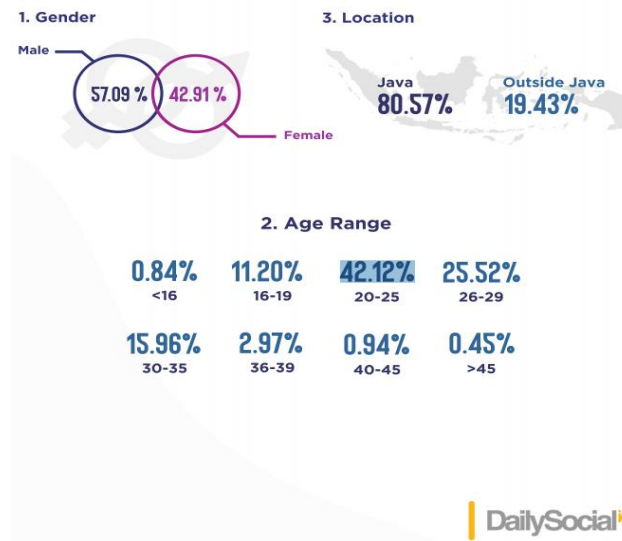 1. Gender
Male
57.09 %
42.91 %
Female
3. Location
Java
80.57%
Outside Java
19.43%
2. Age Range
0.84% 11.20% 42.12% 25.52%
<16 16-19 20-25 26-29
15.96% 2.97% 0.94% 0.45%
30-35 36-39 40-45 >45
DailySocial